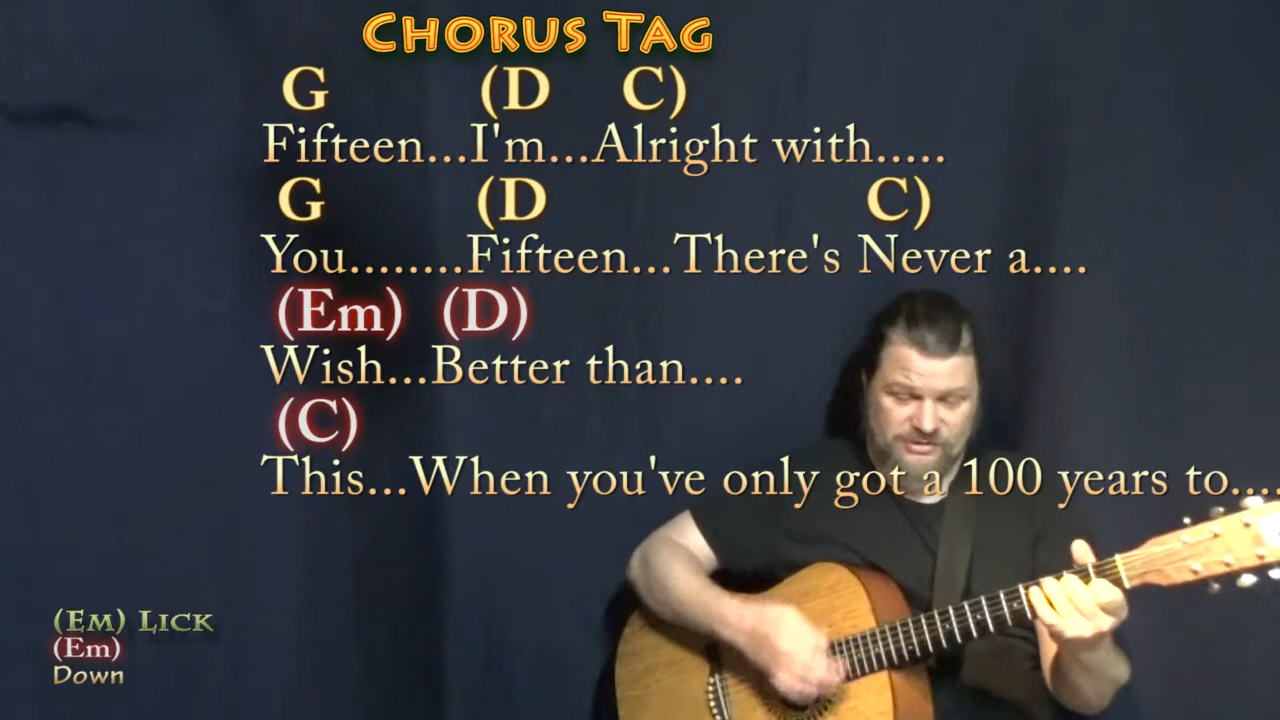 CHORUS TAG
G (D C)
Fifteen...I'm...Alright with.....
G (D C)
You........Fifteen...There's Never a....
(Em) (D)
Wish...Better than....
(C)
This...When you've only got a 100 years to....
(EM) LICK
(Em)
Down